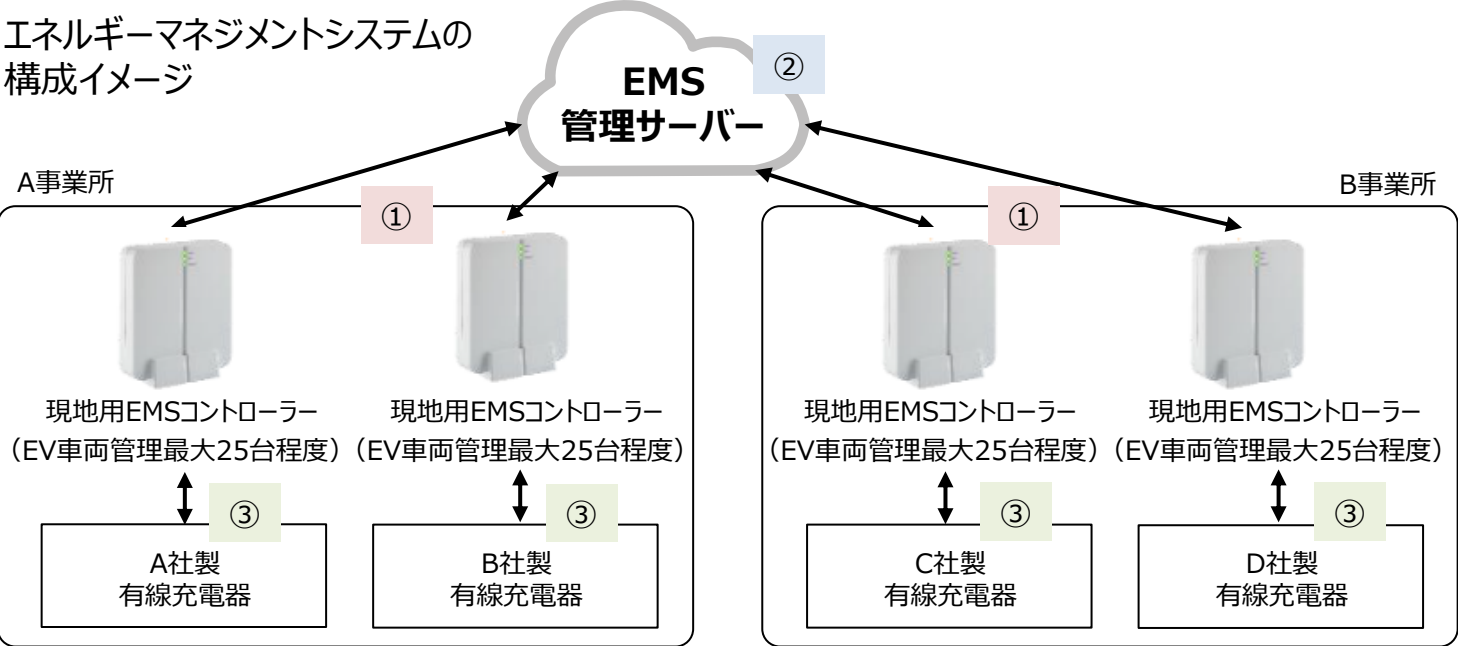 エネルギーマネジメントシステムの
構成イメージ
EMS
管理サーバー
②
A事業所
B事業所
①
①
現地用EMSコントローラー
（EV車両管理最大25台程度）
現地用EMSコントローラー
（EV車両管理最大25台程度）
現地用EMSコントローラー
（EV車両管理最大25台程度）
現地用EMSコントローラー
（EV車両管理最大25台程度）
③
③
③
③
A社製
有線充電器
B社製
有線充電器
C社製
有線充電器
D社製
有線充電器